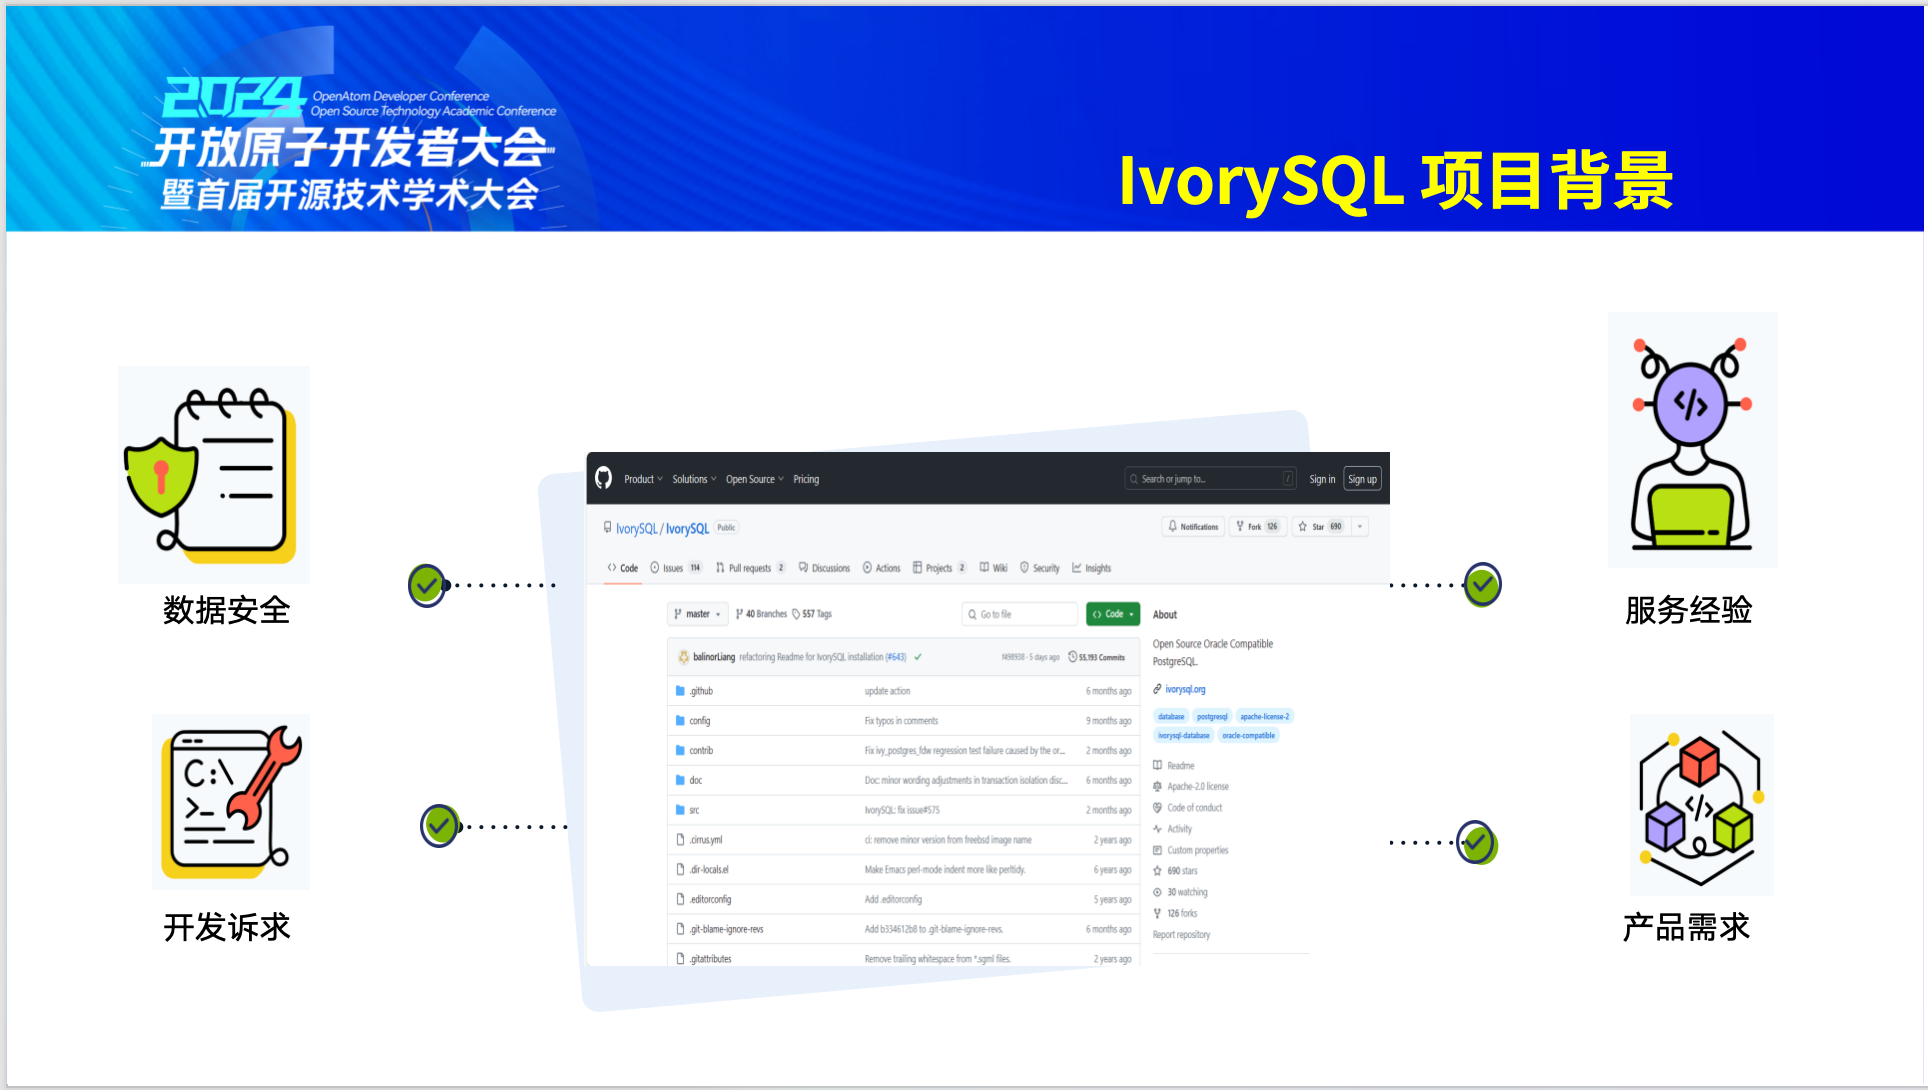 2024 OpenAtom Developer Conference
Open Source Technology Academic Conference
开放原子开发者大会
暨首届开源技术学术大会
IvorySQL 项目背景
数据安全
开发诉求
Product Solutions Open Source Pricing Search or jump to... / Sign in Sign up
IvorySQL / IvorySQL Public Notifications Fork 126 Star 690
Code Issues 114 Pull requests 2 Discussions Actions Projects 2 Wiki Security Insights
master 40 Branches 557 Tags Go to file Code
balinorLiang refactoring Readme for IvorySQL installation (#643) f498938 · 5 days ago 55,193 Commits
.github update action 6 months ago
config Fix typos in comments 9 months ago
contrib Fix ivy_postgres_fdw regression test failure caused by the or... 2 months ago
doc Doc: minor wording adjustments in transaction isolation disc... 6 months ago
src IvorySQL: fix issue#575 2 months ago
.cirrus.yml ci: remove minor version from freebsd image name 2 years ago
.dir-locals.el Make Emacs perl-mode indent more like perltidy. 6 years ago
.editorconfig Add .editorconfig 5 years ago
.git-blame-ignore-revs Add b334612b8 to .git-blame-ignore-revs. 6 months ago
.gitattributes Remove trailing whitespace from *.sgml files. 2 years ago
About
Open Source Oracle Compatible
PostgreSQL.
ivorysql.org
database postgresql apache-license-2
ivorysql-database oracle-compatible
Readme
Apache-2.0 license
Code of conduct
Activity
Custom properties
690 stars
30 watching
126 forks
Report repository
服务经验
产品需求
C:\
>_
</>
</>